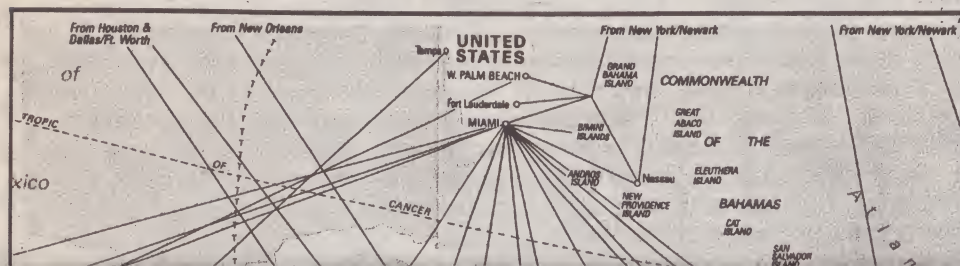 From Houston &
Dallas/Ft. Worth
From New Orleans
From New York/Newark
From New York/Newark
Tampa
UNITED
STATES
W. PALM BEACH
Fort Lauderdale
MIAMI
GRAND
BAHAMA
ISLAND
COMMONWEALTH
of
GREAT
ABACO
ISLAND
OF THE
TROPIC
OF
CANCER
BIMINI
ISLANDS
ANDROS
ISLAND
Nassau
ELEUTHERA
ISLAND
xico
NEW
PROVIDENCE
ISLAND
BAHAMAS
CAT
ISLAND
SAN
SALVADOR
ISLAND
Atlan